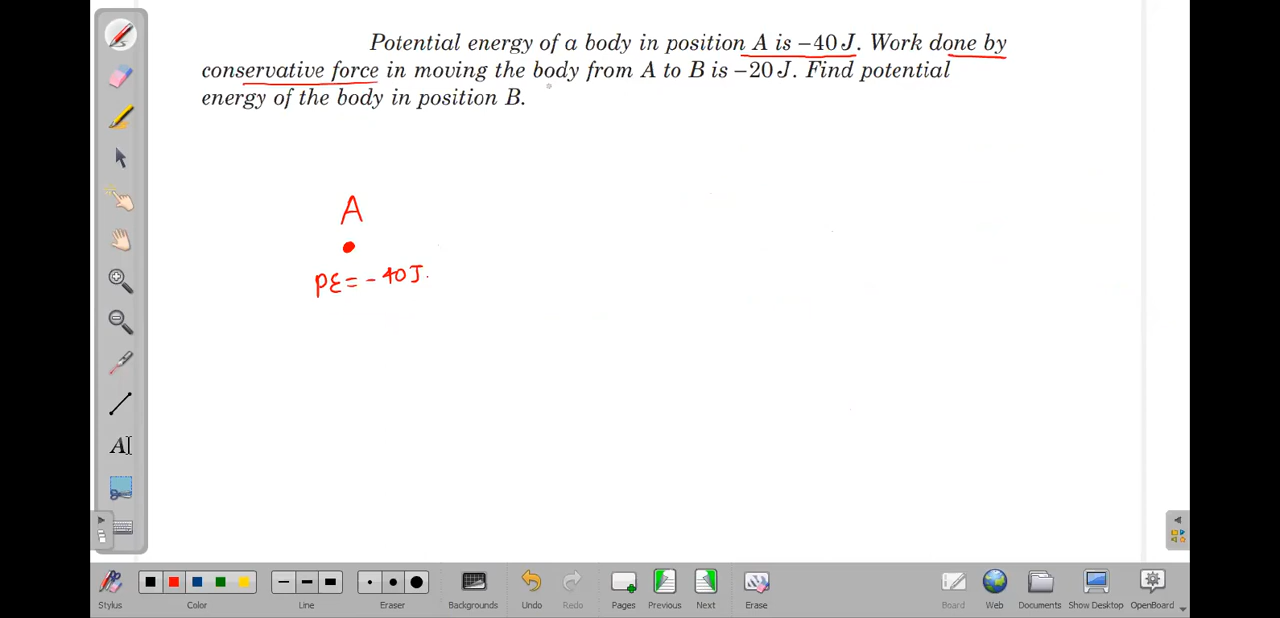 Potential energy of a body in position A is −40 J. Work done by
conservative force in moving the body from A to B is −20 J. Find potential
energy of the body in position B.
A
PE = -40J.
A
Stylus
Color
Line
Eraser
Backgrounds
Undo
Redo
Pages
Previous
Next
Erase
Board
Web
Documents
Show Desktop
OpenBoard